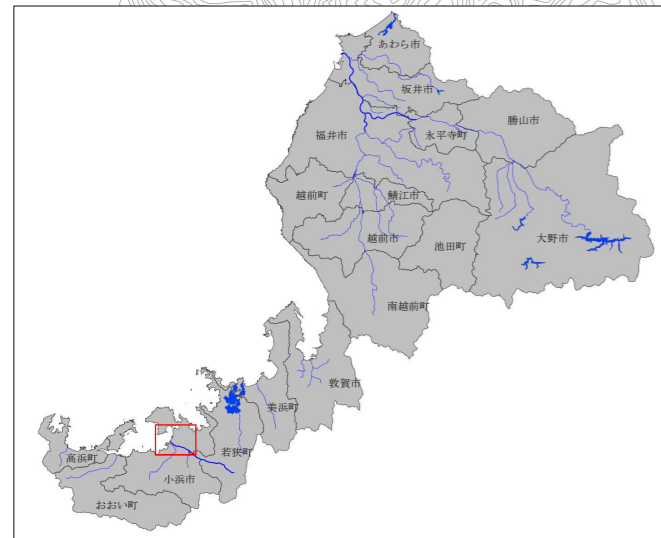 あわら市
坂井市
勝山市
福井市
永平寺町
越前町
鯖江市
越前市
池田町
大野市
南越前町
敦賀市
美浜町
若狭町
高浜町
小浜市
おおい町